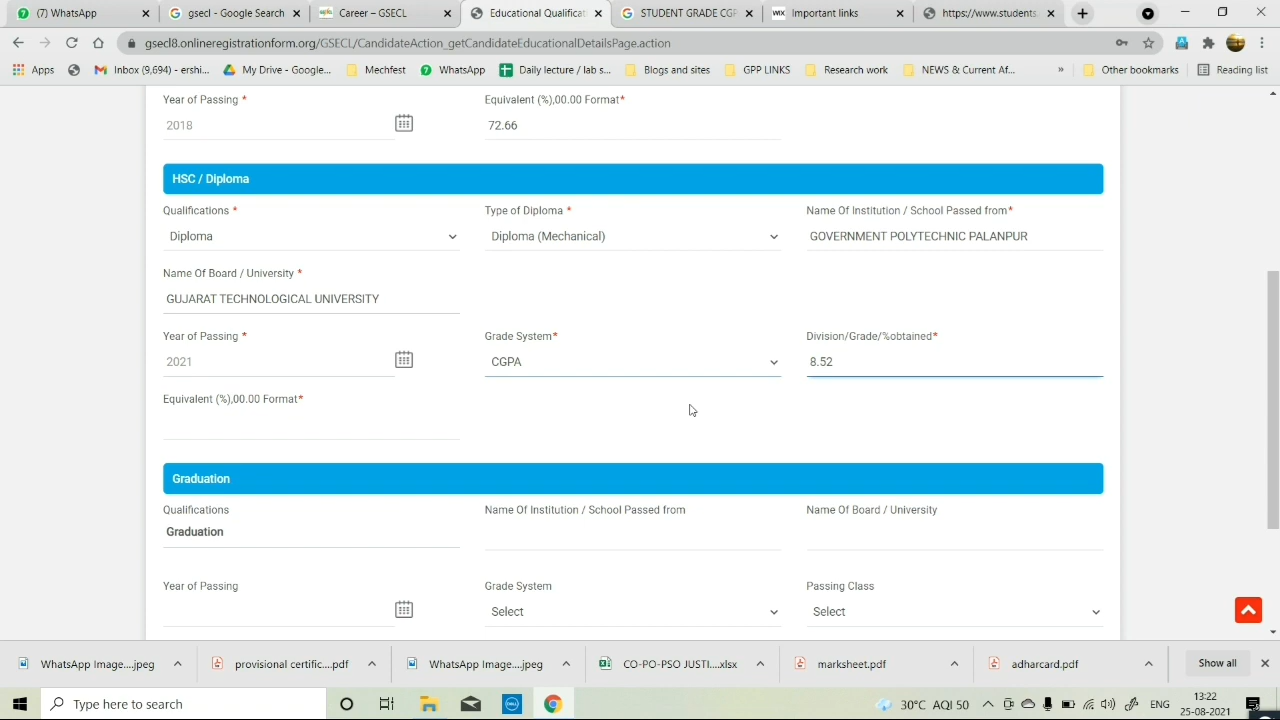 WhatsApp
gsecl - Google Search
Career – GSECL
Educational Qualificat
STUDENT GRADE CGP
Important links
https://www.students.
gsecl8.onlineregistrationform.org/GSECL/CandidateAction_getCandidateEducationalDetailsPage.action
Apps
Inbox (9,694) - ershi...
My Drive - Google...
Mechfest
WhatsApp
Daily lecture / lab s...
Blogs and sites
GPP LINKS
Research work
NEWS & Current Af...
»
Other bookmarks
Reading list
Year of Passing *
Equivalent (%),00.00 Format*
2018
72.66
HSC / Diploma
Qualifications *
Type of Diploma *
Name Of Institution / School Passed from*
Diploma
Diploma (Mechanical)
GOVERNMENT POLYTECHNIC PALANPUR
Name Of Board / University *
GUJARAT TECHNOLOGICAL UNIVERSITY
Year of Passing *
Grade System*
Division/Grade/%obtained*
2021
CGPA
8.52
Equivalent (%),00.00 Format*
Graduation
Qualifications
Name Of Institution / School Passed from
Name Of Board / University
Graduation
Year of Passing
Grade System
Passing Class
Select
Select
WhatsApp Image....jpeg
provisional certific....pdf
WhatsApp Image....jpeg
CO-PO-PSO JUSTI....xlsx
marksheet.pdf
adharcard.pdf
Show all
Type here to search
30°C AQI 50
ENG
13:22
25-08-2021